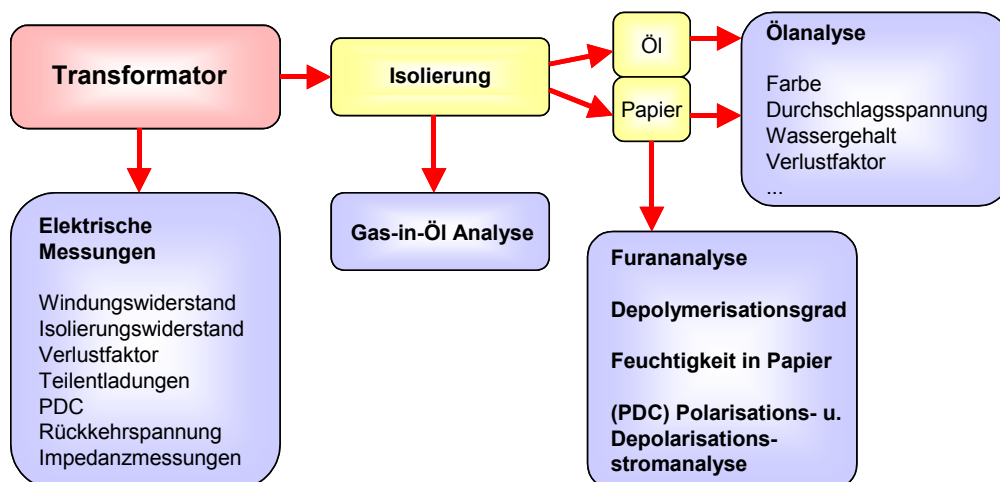 Transformator
Isolierung
Öl
Papier
Ölanalyse
Farbe
Durchschlagsspannung
Wassergehalt
Verlustfaktor
...
Elektrische
Messungen
Windungswiderstand
Isolierungswiderstand
Verlustfaktor
Teilentladungen
PDC
Rückkehrspannung
Impedanzmessungen
Gas-in-Öl Analyse
Furananalyse
Depolymerisationsgrad
Feuchtigkeit in Papier
(PDC) Polarisations- u.
Depolarisations-
stromanalyse